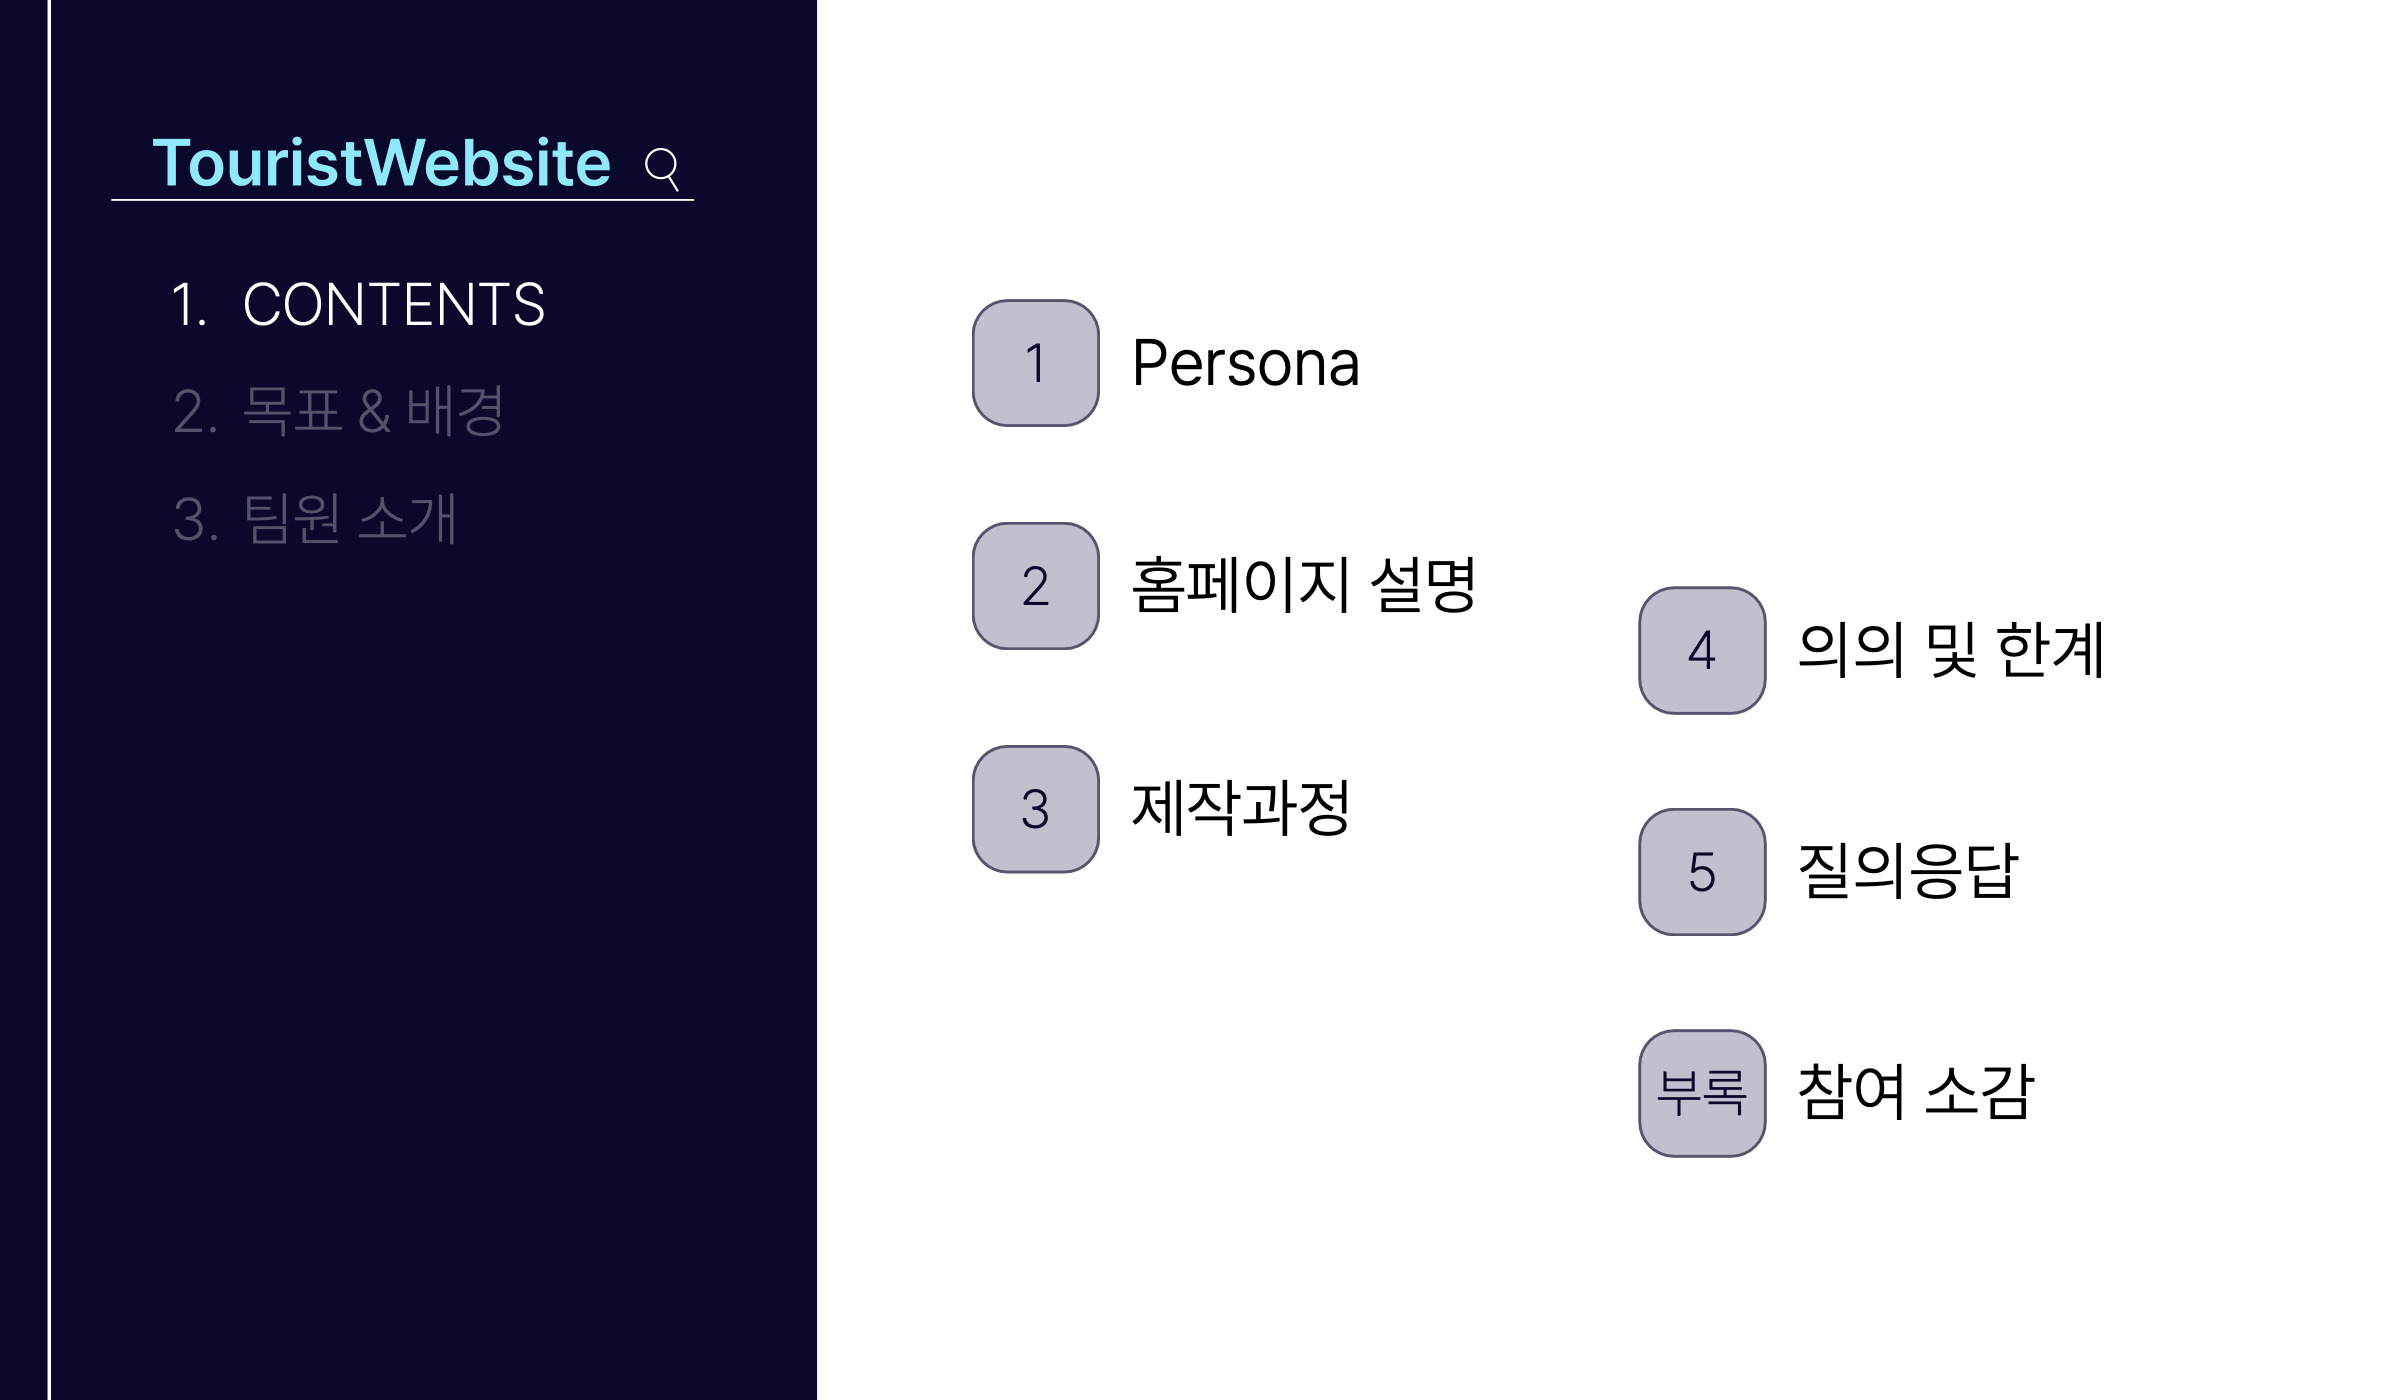 TouristWebsite
1. CONTENTS
2. 목표 & 배경
3. 팀원 소개
1 Persona
2 홈페이지 설명
3 제작과정
4 의의 및 한계
5 질의응답
부록 참여 소감